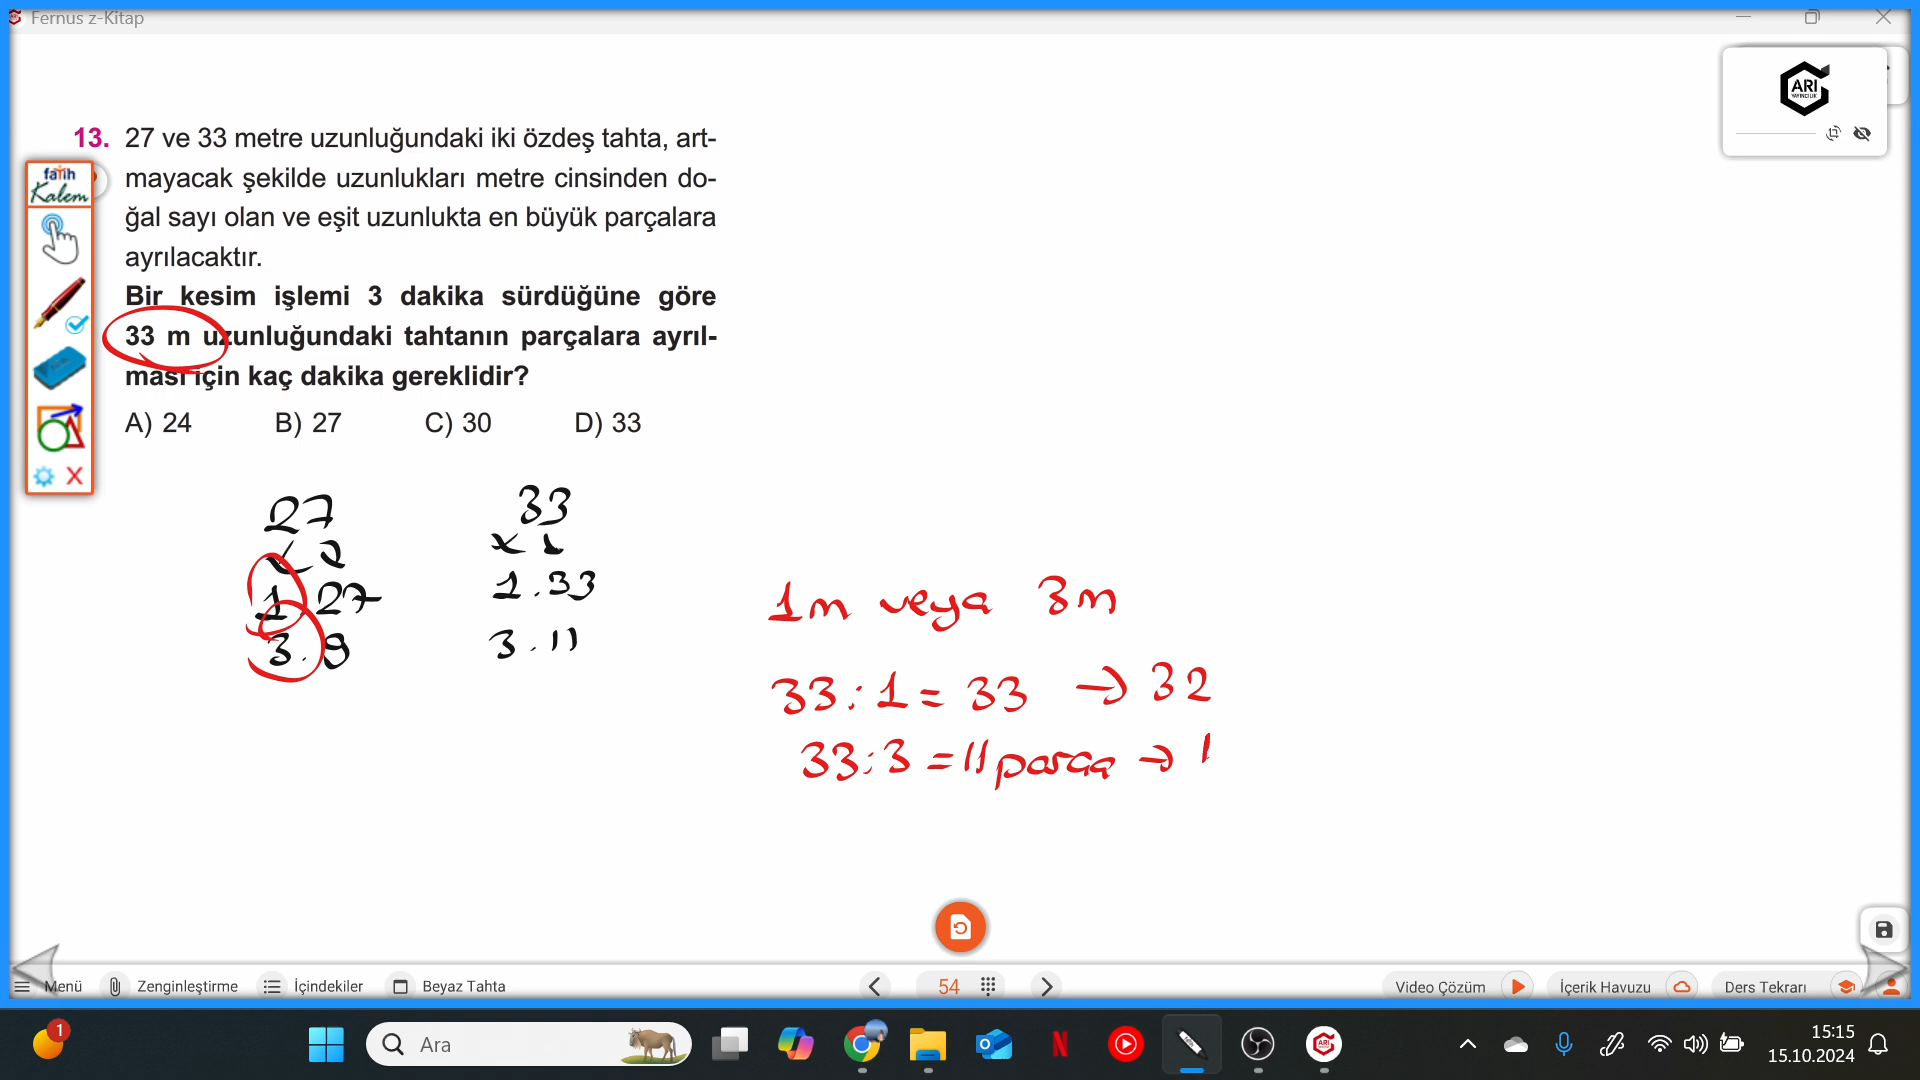 Fernus z-Kitap
ARI
YAYINCILIK
13. 27 ve 33 metre uzunluğundaki iki özdeş tahta, art-
mayacak şekilde uzunlukları metre cinsinden do-
ğal sayı olan ve eşit uzunlukta en büyük parçalara
ayrılacaktır.
Bir kesim işlemi 3 dakika sürdüğüne göre
33 m uzunluğundaki tahtanın parçalara ayrıl-
ması için kaç dakika gereklidir?
A) 24 B) 27 C) 30 D) 33
fatih
Kalem
27 33
1 27 1.33
3.9 3.11
1m veya 3m
33:1=33 → 32
33:3=11 parça → 1
Menü Zenginleştirme İçindekiler Beyaz Tahta 54 Video Çözüm İçerik Havuzu Ders Tekrarı
1 Ara 15:15
15.10.2024